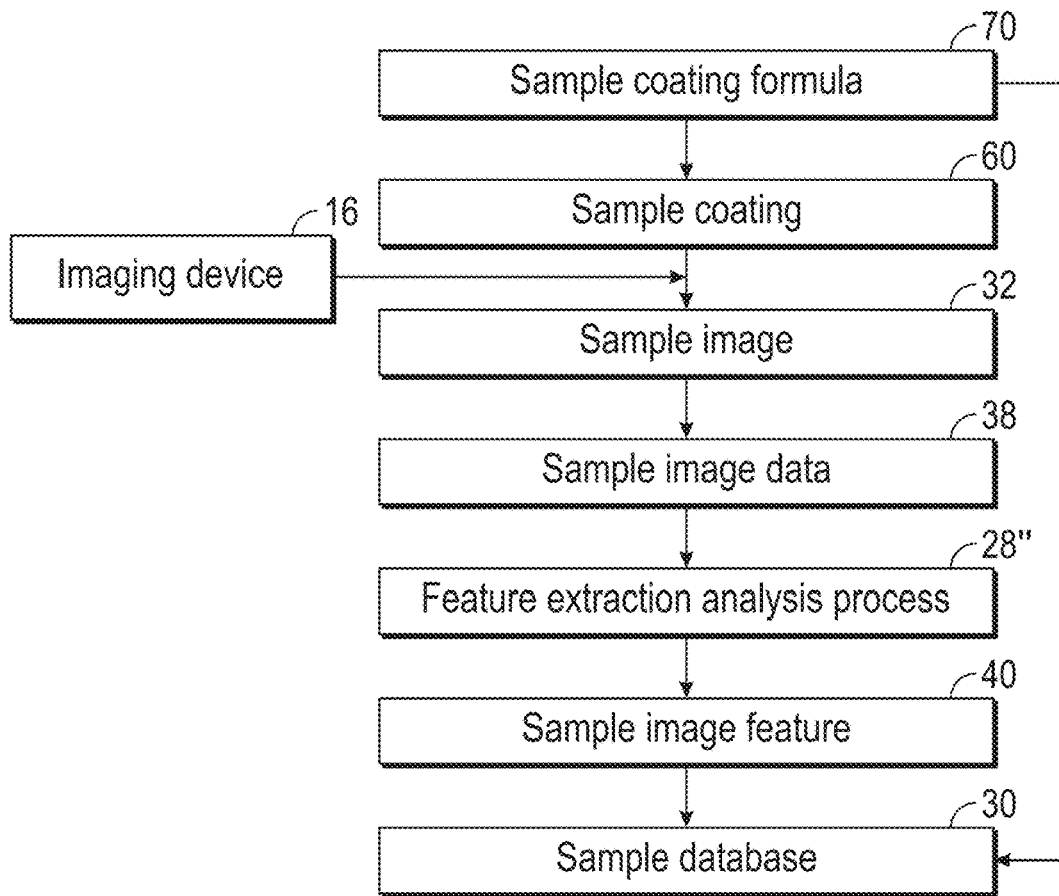 70
Sample coating formula
60
Sample coating
16
Imaging device
32
Sample image
38
Sample image data
28"
Feature extraction analysis process
40
Sample image feature
30
Sample database